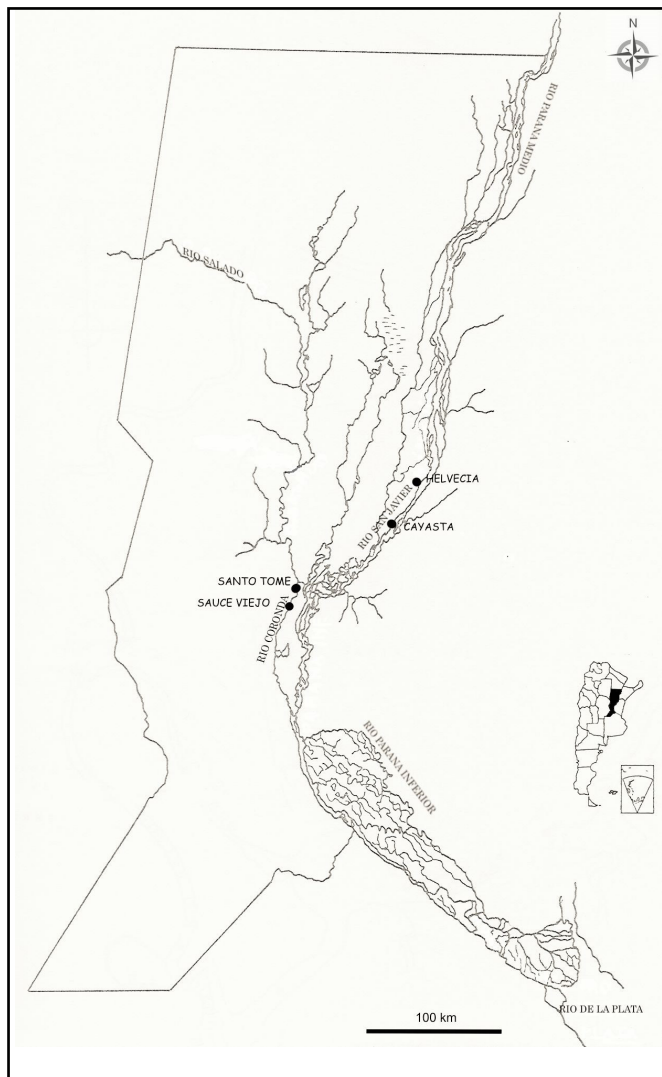 N
RIO PARANA MEDIO
RIO SALADO
HELVECIA
RIO SAN JAVIER
CAYASTA
SANTO TOME
SAUCE VIEJO
RIO CORONDA
RIO PARANA INFERIOR
RIO DE LA PLATA
100 km